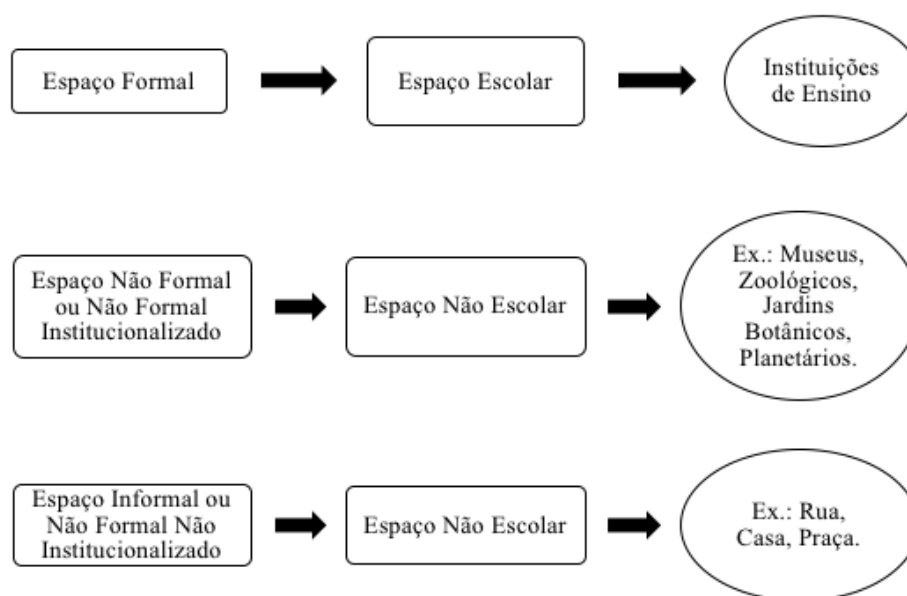 Espaço Formal
Espaço Escolar
Instituições
de Ensino
Espaço Não Formal
ou Não Formal
Institucionalizado
Espaço Não Escolar
Ex.: Museus,
Zoológicos,
Jardins
Botânicos,
Planetários.
Espaço Informal ou
Não Formal Não
Institucionalizado
Espaço Não Escolar
Ex.: Rua,
Casa, Praça.